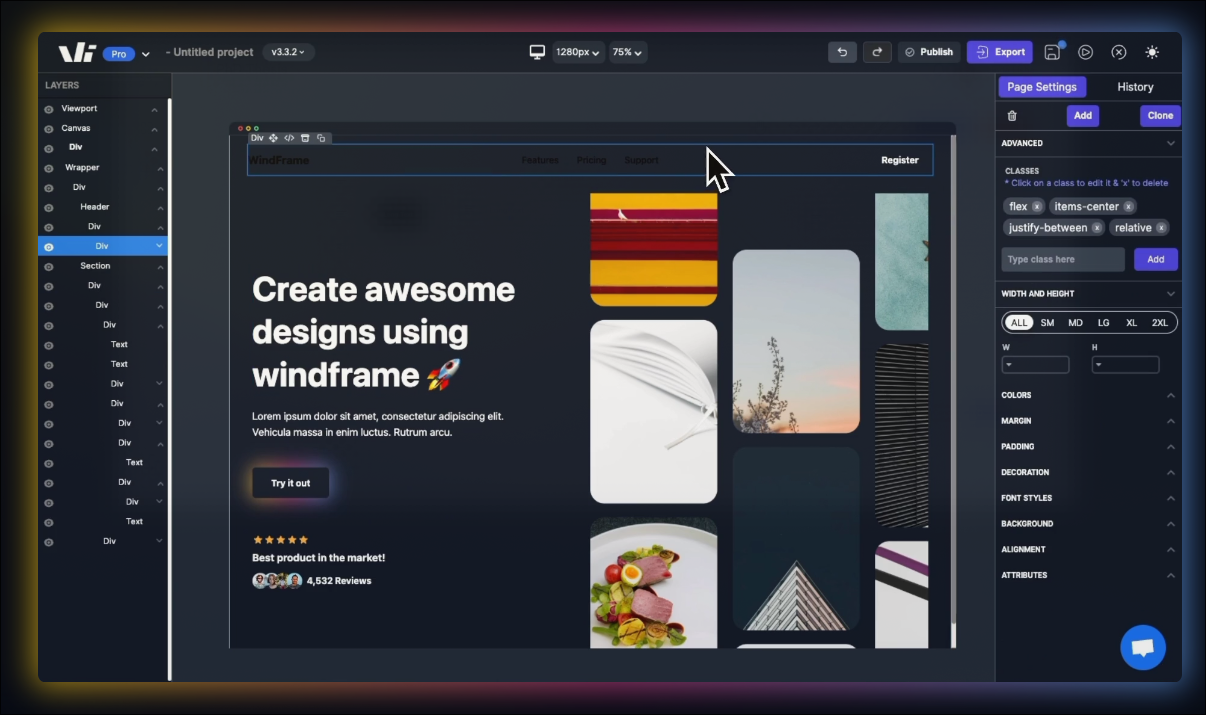 Pro
- Untitled project
v3.3.2
1280px
75%
Publish
Export
LAYERS
Viewport
Canvas
Div
Wrapper
Div
Header
Div
Div
Section
Div
Div
Div
Text
Text
Div
Div
Div
Div
Text
Div
Div
Text
Div
Div
WindFrame
Features
Pricing
Support
Register
Create awesome
designs using
windframe 🚀
Lorem ipsum dolor sit amet, consectetur adipiscing elit.
Vehicula massa in enim luctus. Rutrum arcu.
Try it out
Best product in the market!
4,532 Reviews
Page Settings
History
Add
Clone
ADVANCED
CLASSES
* Click on a class to edit it & 'x' to delete
flex x
items-center x
justify-between x
relative x
Type class here
Add
WIDTH AND HEIGHT
ALL SM MD LG XL 2XL
W
H
COLORS
MARGIN
PADDING
DECORATION
FONT STYLES
BACKGROUND
ALIGNMENT
ATTRIBUTES